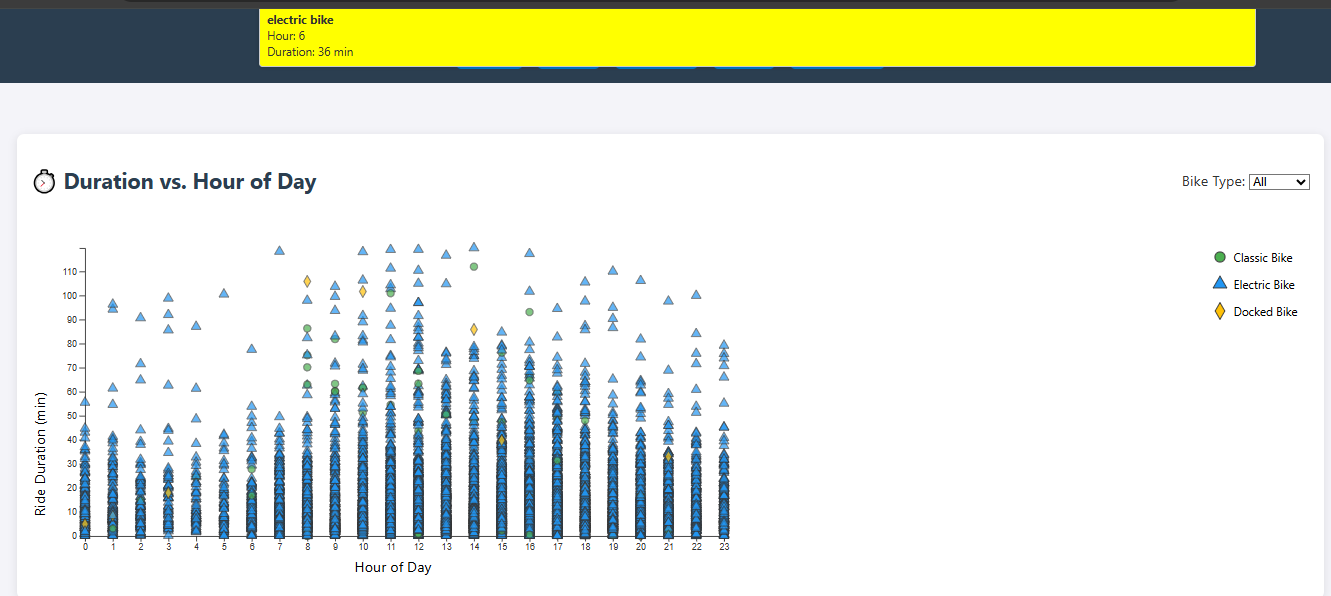 electric bike
Hour: 6
Duration: 36 min
Duration vs. Hour of Day
Bike Type: All
Classic Bike
Electric Bike
Docked Bike
110
100
90
80
70
60
50
40
30
20
10
0
Ride Duration (min)
0 1 2 3 4 5 6 7 8 9 10 11 12 13 14 15 16 17 18 19 20 21 22 23
Hour of Day